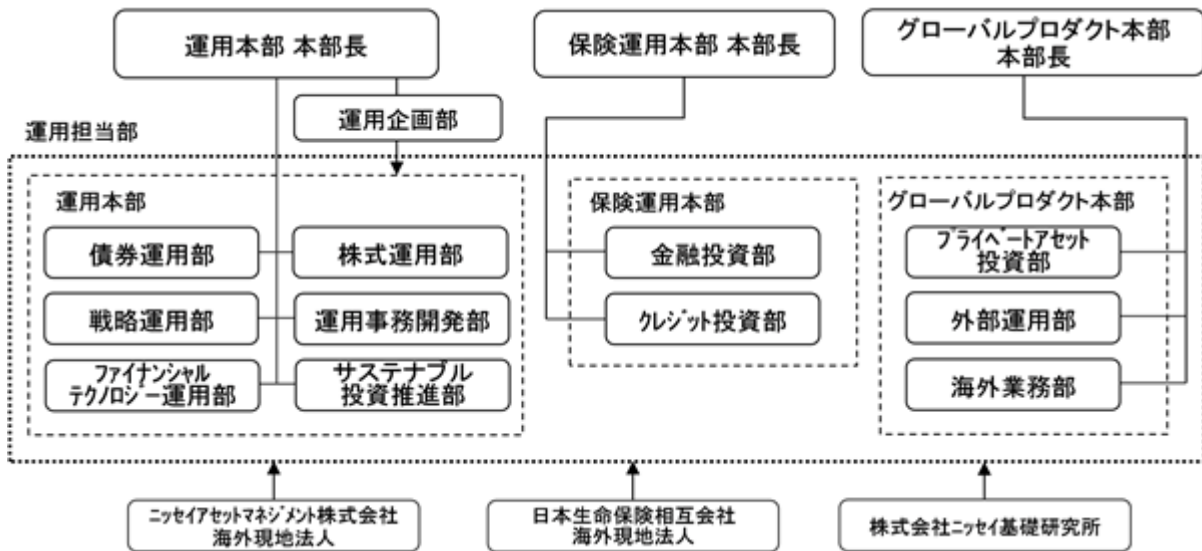 運用本部 本部長
保険運用本部 本部長
グローバルプロダクト本部
本部長
運用企画部
運用担当部
運用本部
債券運用部
株式運用部
戦略運用部
運用事務開発部
ファイナンシャル
テクノロジー運用部
サステナブル
投資推進部
保険運用本部
金融投資部
クレジット投資部
グローバルプロダクト本部
プライベートアセット
投資部
外部運用部
海外業務部
ニッセイアセットマネジメント株式会社
海外現地法人
日本生命保険相互会社
海外現地法人
株式会社ニッセイ基礎研究所